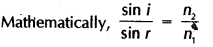 Mathematically, sin i / sin r = n₂ / n₁